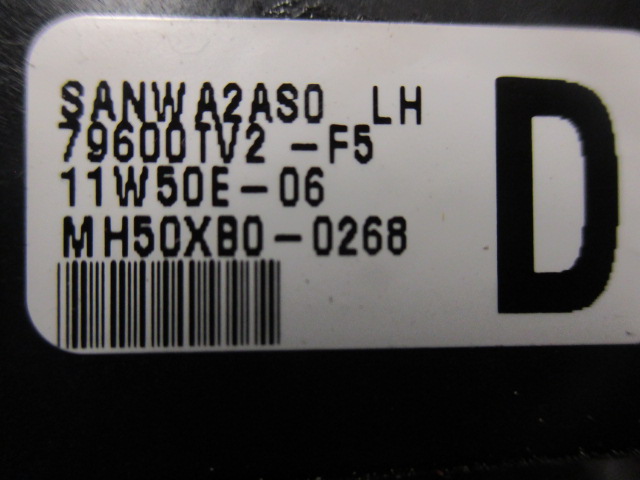 SANWA2AS0 LH
79600TV2 -F5
11W50E-06
MH50XB0-0268
D